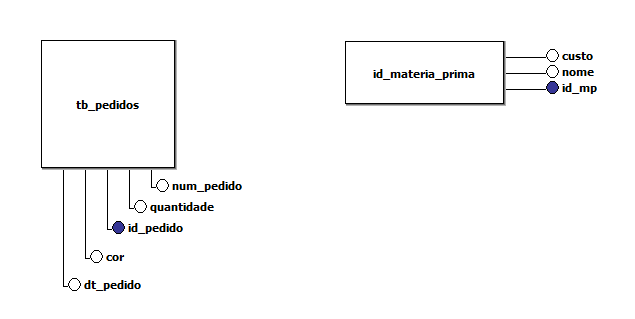 tb_pedidos
num_pedido
quantidade
id_pedido
cor
dt_pedido
id_materia_prima
custo
nome
id_mp